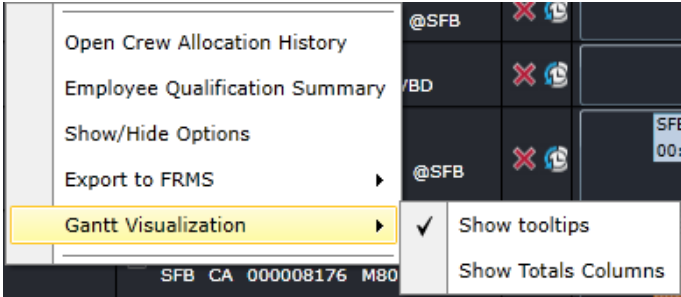 @SFB
Open Crew Allocation History
Employee Qualification Summary
/BD
Show/Hide Options
SFB
00:
Export to FRMS
@SFB
Gantt Visualization
Show tooltips
Show Totals Columns
SFB CA 000008176 M80